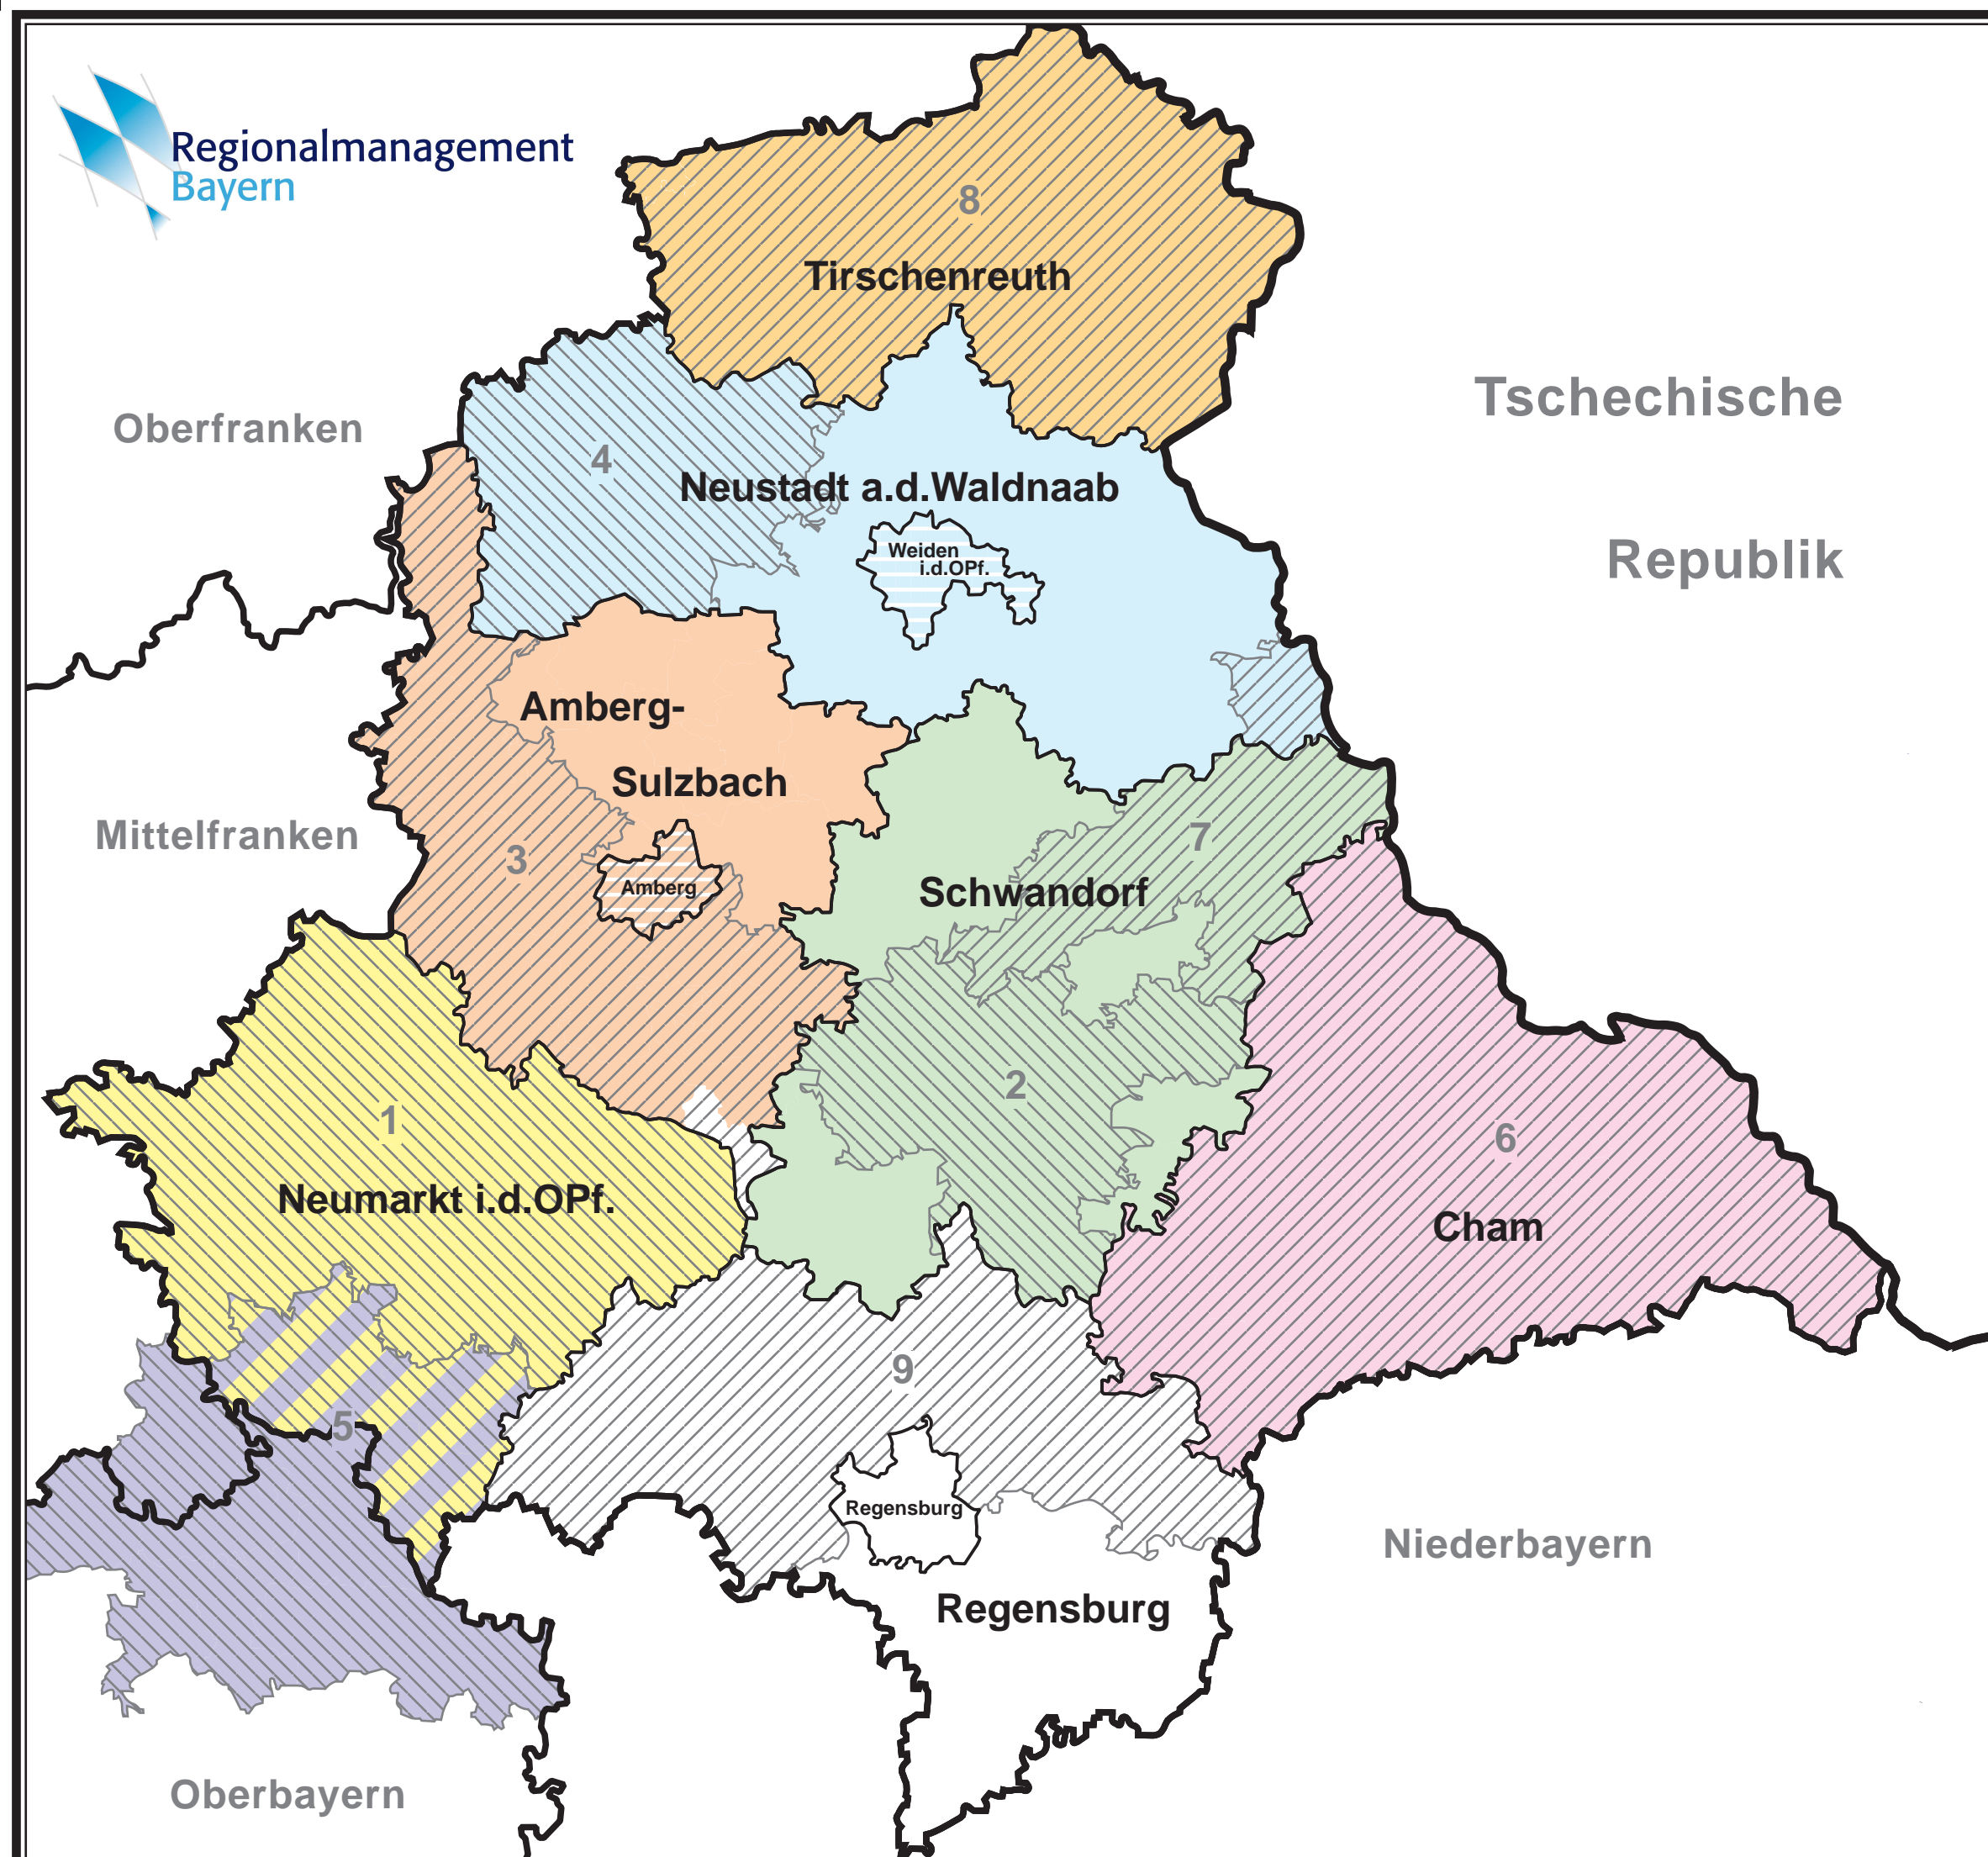 Regionalmanagement
Bayern
8
Tirschenreuth
Tschechische
Republik
Oberfranken
4
Neustadt a.d.Waldnaab
Weiden
i.d.OPf.
Amberg-
Sulzbach
Mittelfranken
3
Amberg
7
Schwandorf
2
1
Neumarkt i.d.OPf.
6
Cham
9
5
Regensburg
Niederbayern
Regensburg
Oberbayern